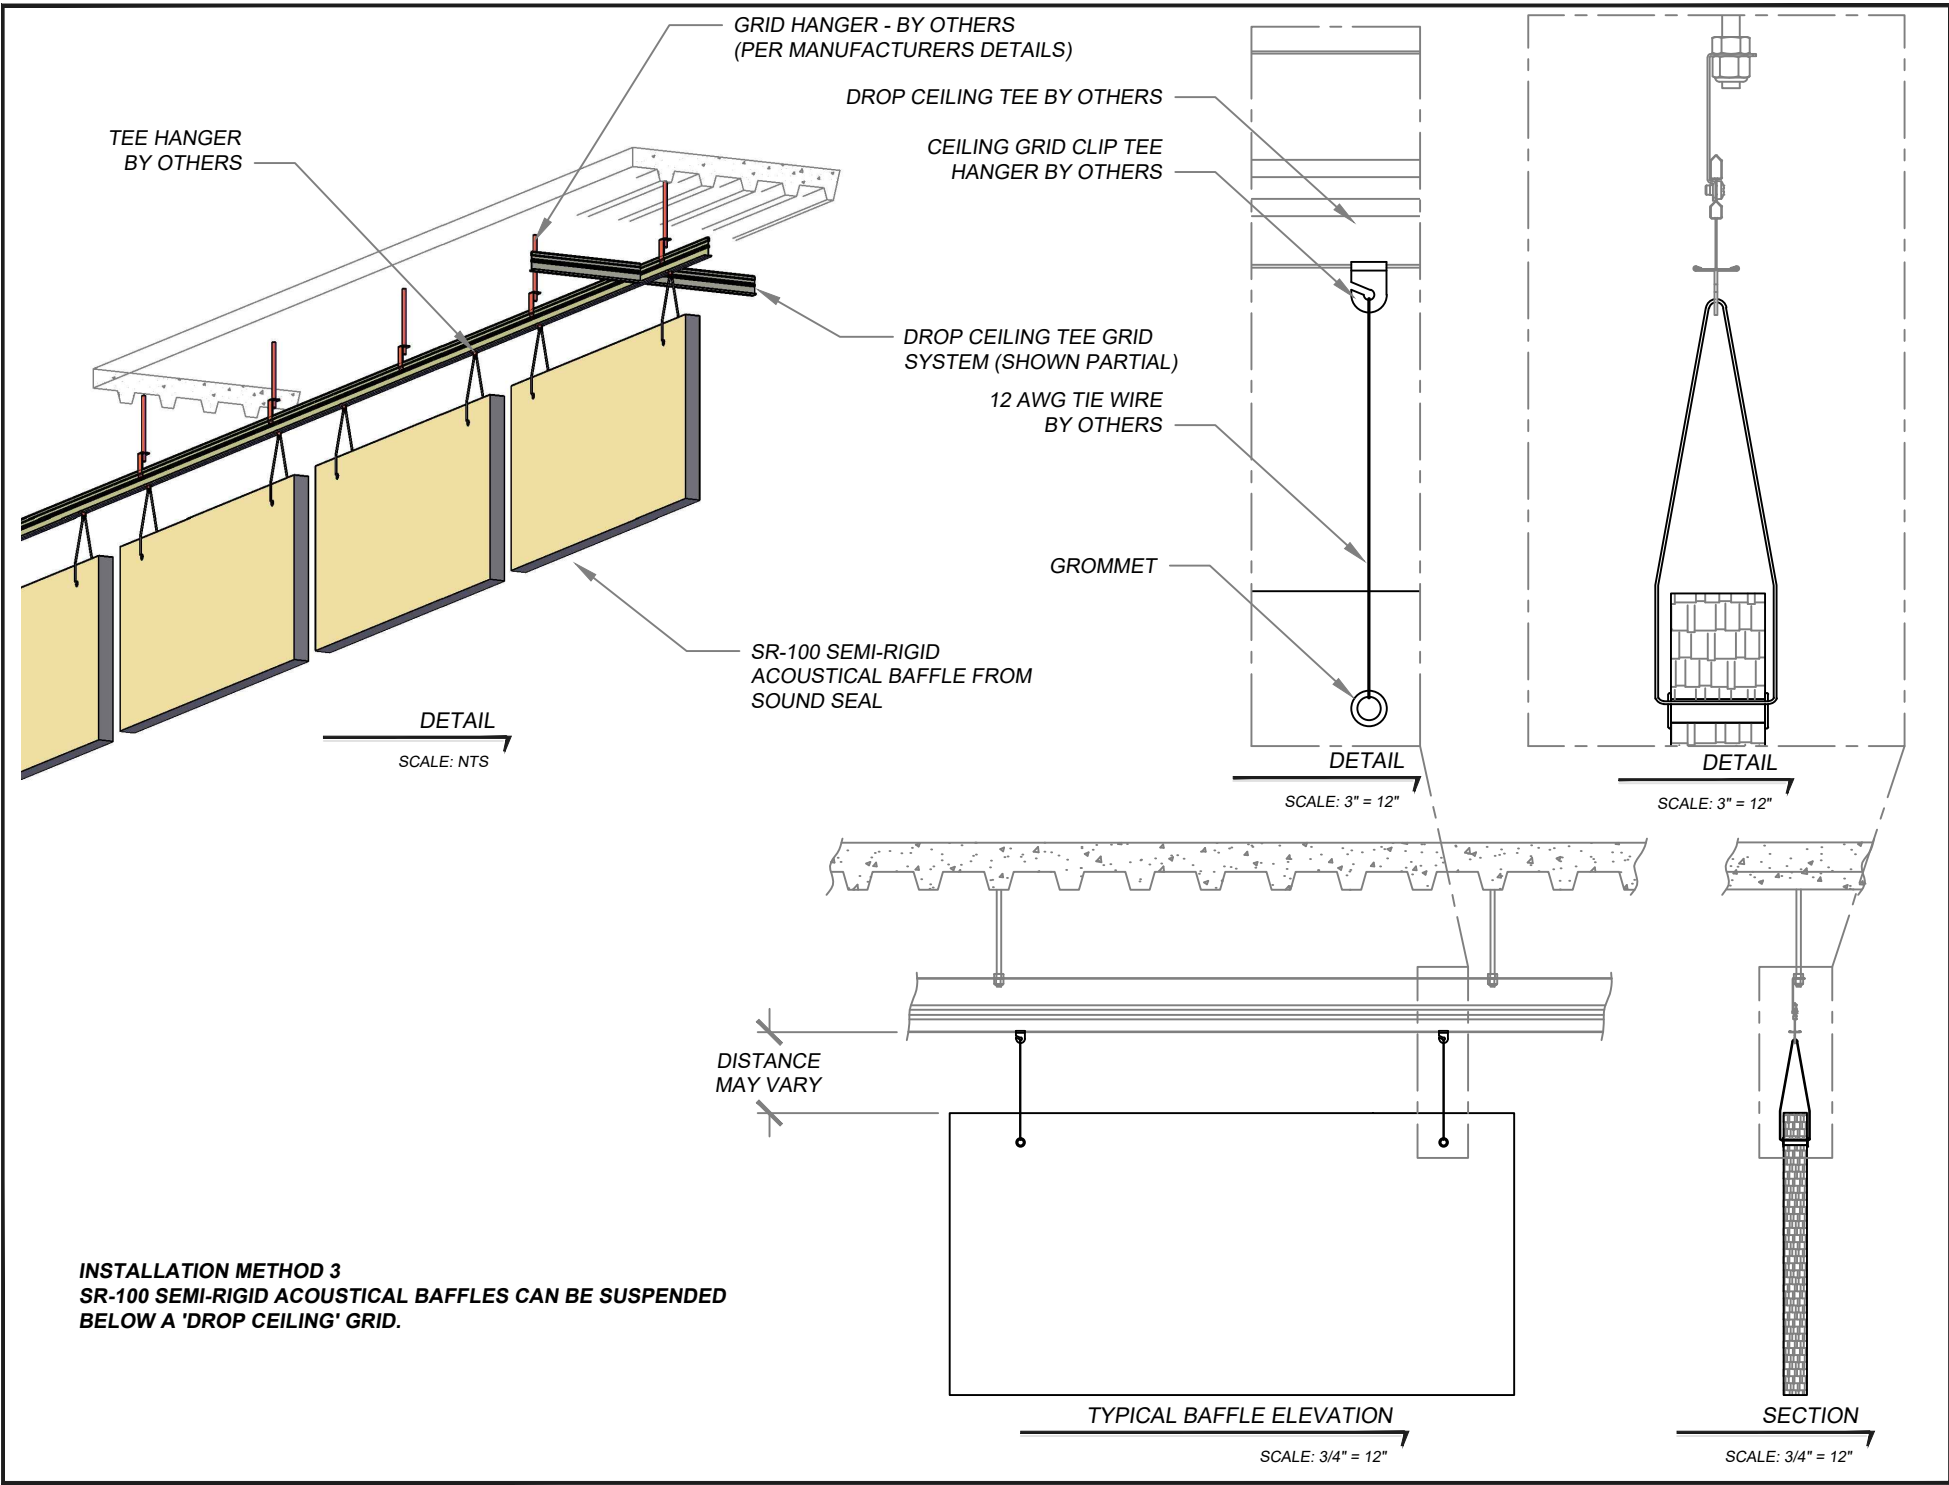 GRID HANGER - BY OTHERS
(PER MANUFACTURERS DETAILS)
TEE HANGER
BY OTHERS
DROP CEILING TEE BY OTHERS
CEILING GRID CLIP TEE
HANGER BY OTHERS
DROP CEILING TEE GRID
SYSTEM (SHOWN PARTIAL)
12 AWG TIE WIRE
BY OTHERS
GROMMET
SR-100 SEMI-RIGID
ACOUSTICAL BAFFLE FROM
SOUND SEAL
DETAIL
SCALE: NTS
DETAIL
SCALE: 3" = 12"
DETAIL
SCALE: 3" = 12"
DISTANCE
MAY VARY
INSTALLATION METHOD 3
SR-100 SEMI-RIGID ACOUSTICAL BAFFLES CAN BE SUSPENDED
BELOW A 'DROP CEILING' GRID.
TYPICAL BAFFLE ELEVATION
SCALE: 3/4" = 12"
SECTION
SCALE: 3/4" = 12"